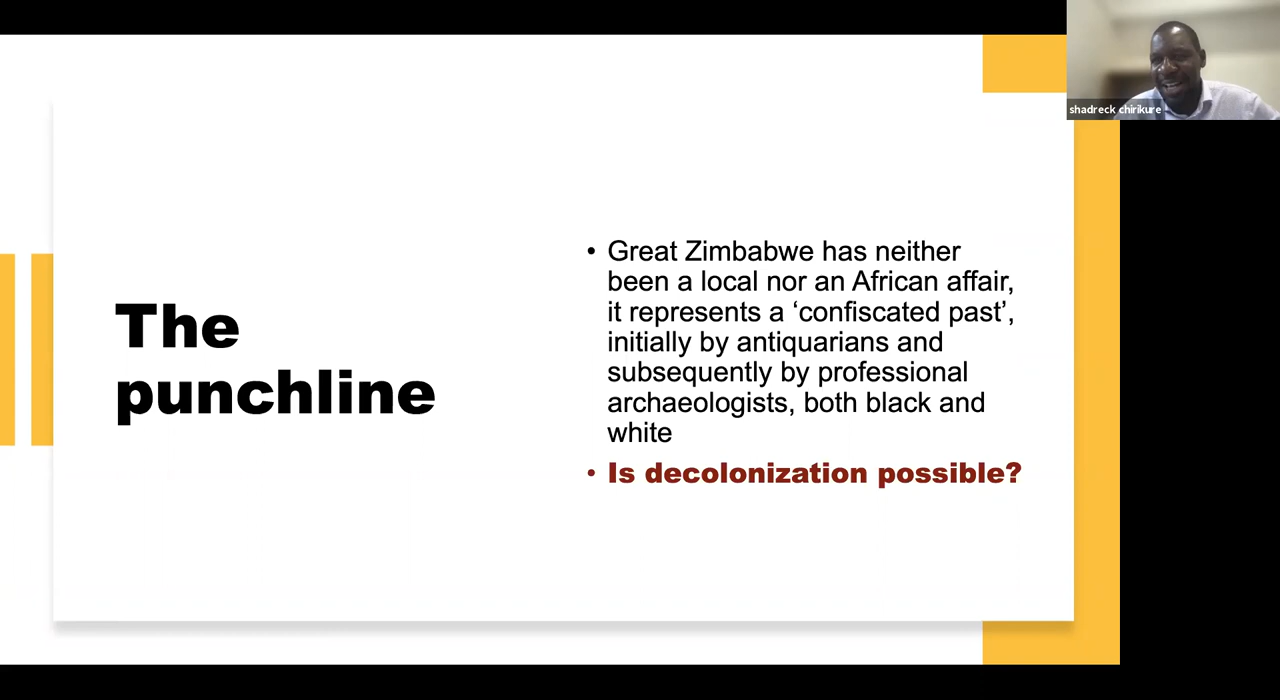 shadreck chirikure
The
punchline
• Great Zimbabwe has neither
been a local nor an African affair,
it represents a ‘confiscated past’,
initially by antiquarians and
subsequently by professional
archaeologists, both black and
white
• Is decolonization possible?